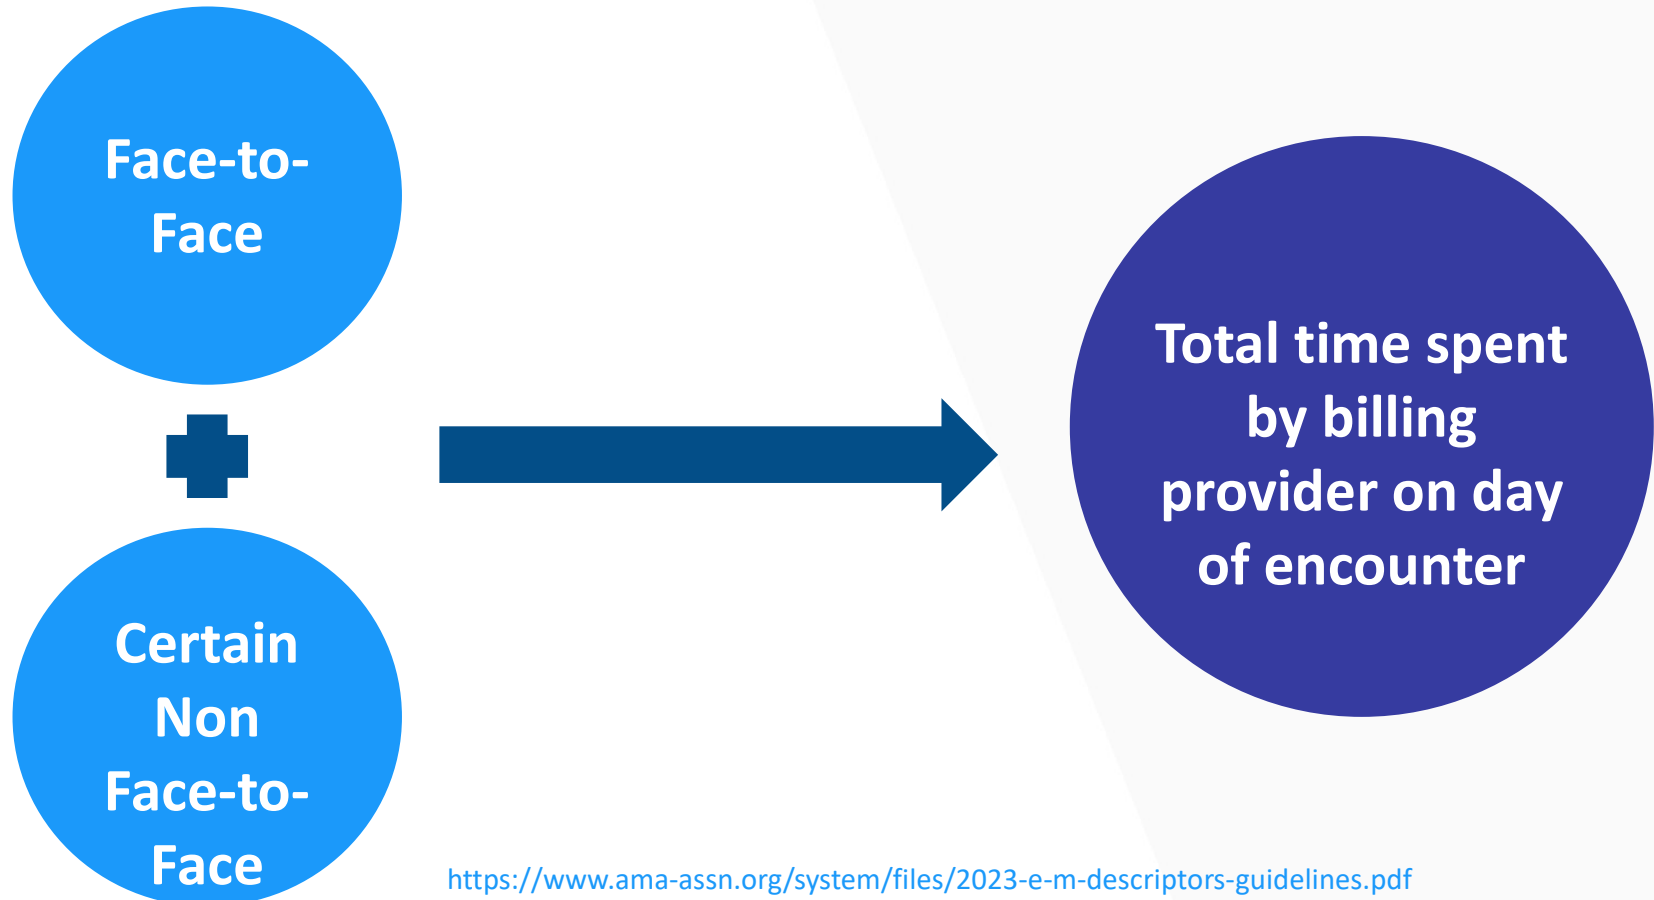 Face-to-
Face
Certain
Non
Face-to-
Face
Total time spent
by billing
provider on day
of encounter
https://www.ama-assn.org/system/files/2023-e-m-descriptors-guidelines.pdf